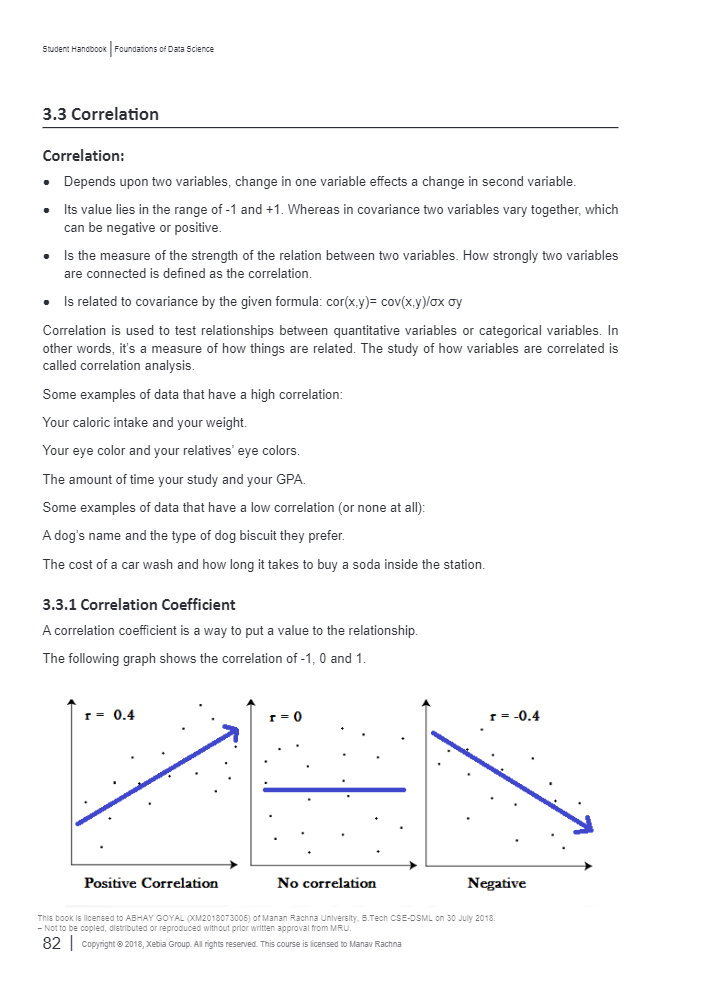 Student Handbook | Foundations of Data Science
3.3 Correlation
Correlation:
• Depends upon two variables, change in one variable effects a change in second variable.
• Its value lies in the range of -1 and +1. Whereas in covariance two variables vary together, which
can be negative or positive.
• Is the measure of the strength of the relation between two variables. How strongly two variables
are connected is defined as the correlation.
• Is related to covariance by the given formula: cor(x,y)= cov(x,y)/σx σy
Correlation is used to test relationships between quantitative variables or categorical variables. In
other words, it's a measure of how things are related. The study of how variables are correlated is
called correlation analysis.
Some examples of data that have a high correlation:
Your caloric intake and your weight.
Your eye color and your relatives' eye colors.
The amount of time your study and your GPA.
Some examples of data that have a low correlation (or none at all):
A dog's name and the type of dog biscuit they prefer.
The cost of a car wash and how long it takes to buy a soda inside the station.
3.3.1 Correlation Coefficient
A correlation coefficient is a way to put a value to the relationship.
The following graph shows the correlation of -1, 0 and 1.
r = 0.4
r = 0
r = -0.4
Positive Correlation
No correlation
Negative
This book is licensed to ABHAY GOYAL (XM2018073006) of Manan Rachna University, B.Tech CSE-DSML on 30 July 2018.
– Not to be copied, distributed or reproduced without prior written approval from MRU.
82 | Copyright © 2018, Xebia Group. All rights reserved. This course is licensed to Manav Rachna